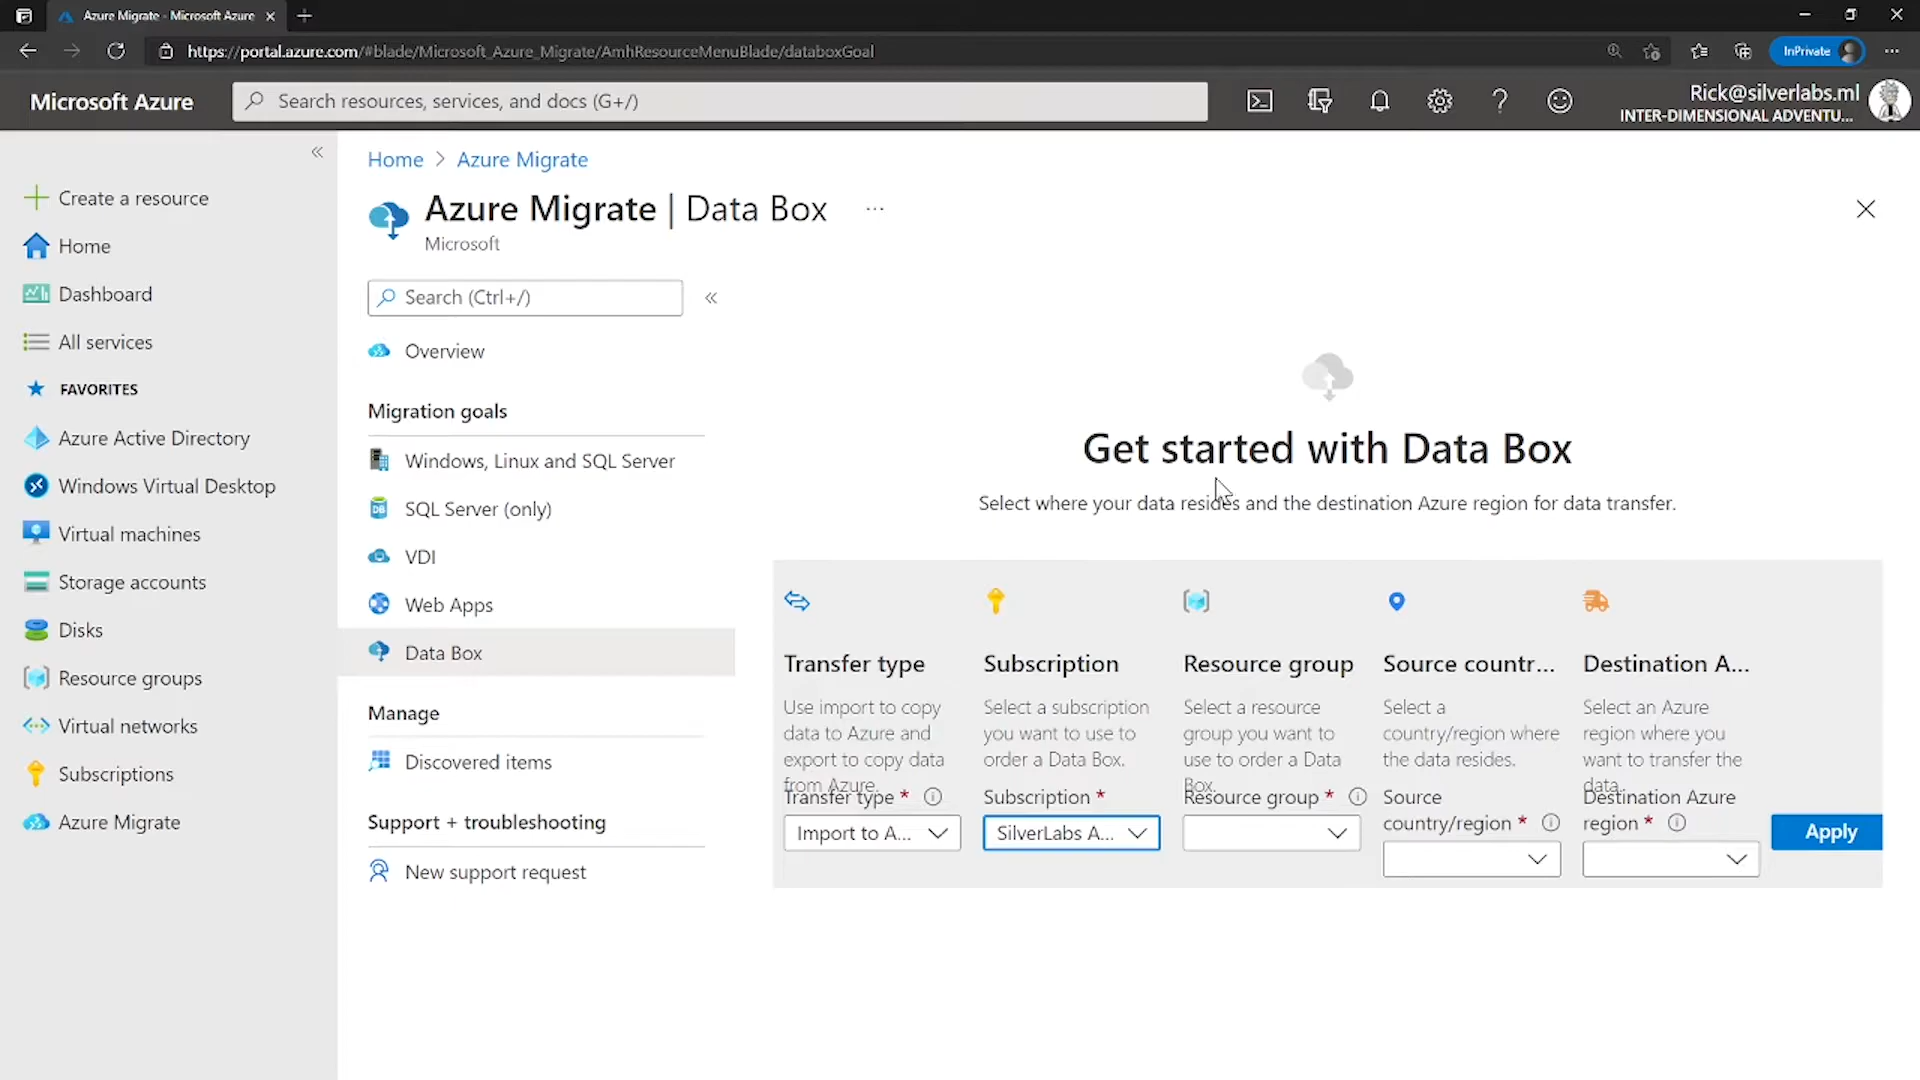 Azure Migrate - Microsoft Azure
https://portal.azure.com/#blade/Microsoft_Azure_Migrate/AmhResourceMenuBlade/databoxGoal
InPrivate
Microsoft Azure
Search resources, services, and docs (G+/)
Rick@silverlabs.ml
INTER-DIMENSIONAL ADVENTU...
Create a resource
Home
Dashboard
All services
FAVORITES
Azure Active Directory
Windows Virtual Desktop
Virtual machines
Storage accounts
Disks
Resource groups
Virtual networks
Subscriptions
Azure Migrate
Home > Azure Migrate
Azure Migrate | Data Box ...
Microsoft
Search (Ctrl+/)
Overview
Migration goals
Windows, Linux and SQL Server
SQL Server (only)
VDI
Web Apps
Data Box
Manage
Discovered items
Support + troubleshooting
New support request
Get started with Data Box
Select where your data resides and the destination Azure region for data transfer.
Transfer type
Use import to copy
data to Azure and
export to copy data
from Azure.
Transfer type *
Import to A...
Subscription
Select a subscription
you want to use to
order a Data Box.
Subscription *
SilverLabs A...
Resource group
Select a resource
group you want to
use to order a Data
Box.
Resource group *
Source countr...
Select a
country/region where
the data resides.
Source
country/region *
Destination A...
Select an Azure
region where you
want to transfer the
data.
Destination Azure
region *
Apply